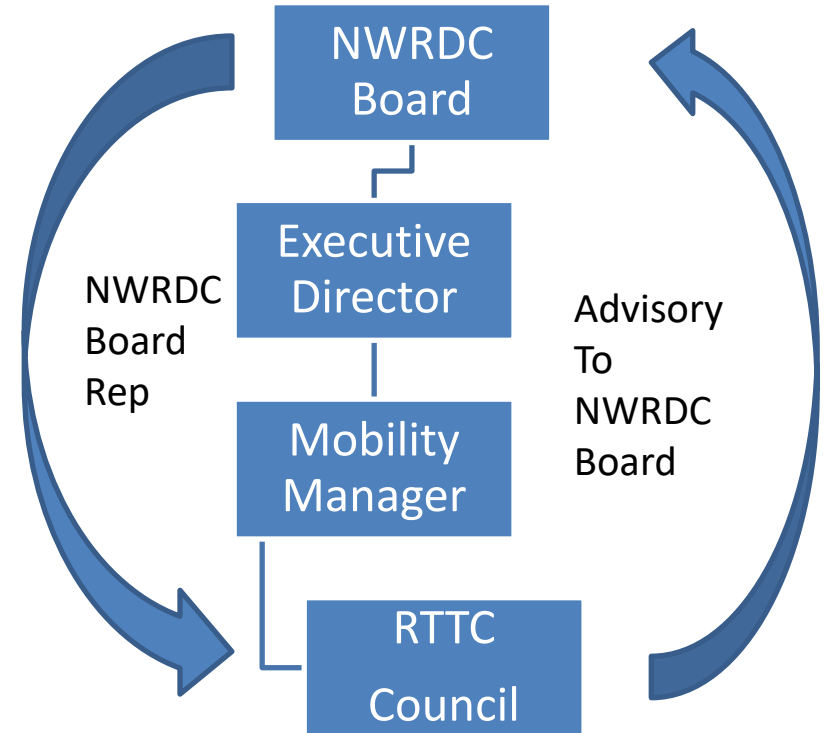 NWRDC
Board
Executive
Director
NWRDC
Board
Rep
Advisory
To
NWRDC
Board
Mobility
Manager
RTTC
Council